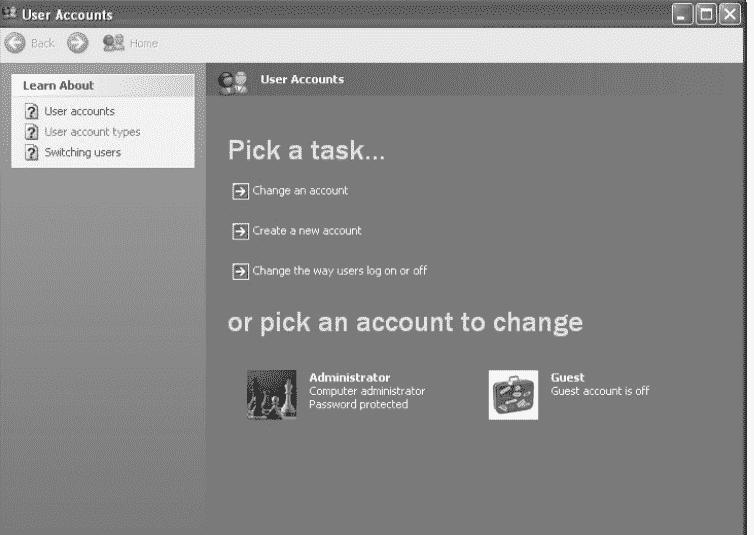 User Accounts
Back Home
Learn About
User accounts
User account types
Switching users
User Accounts
Pick a task...
Change an account
Create a new account
Change the way users log on or off
or pick an account to change
Administrator
Computer administrator
Password protected
Guest
Guest account is off